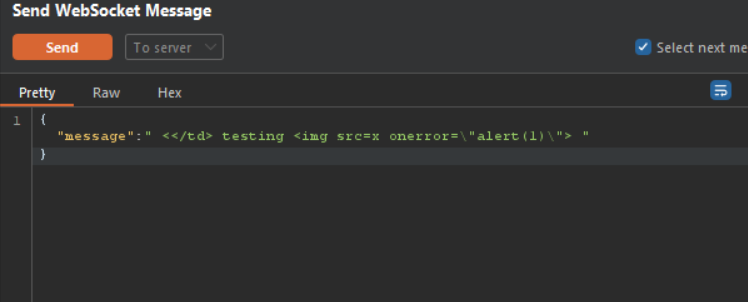 Send WebSocket Message
Send To server Select next me
Pretty Raw Hex
1 {
"message":" <</td> testing <img src=x onerror=\"alert(1)\"> "
}